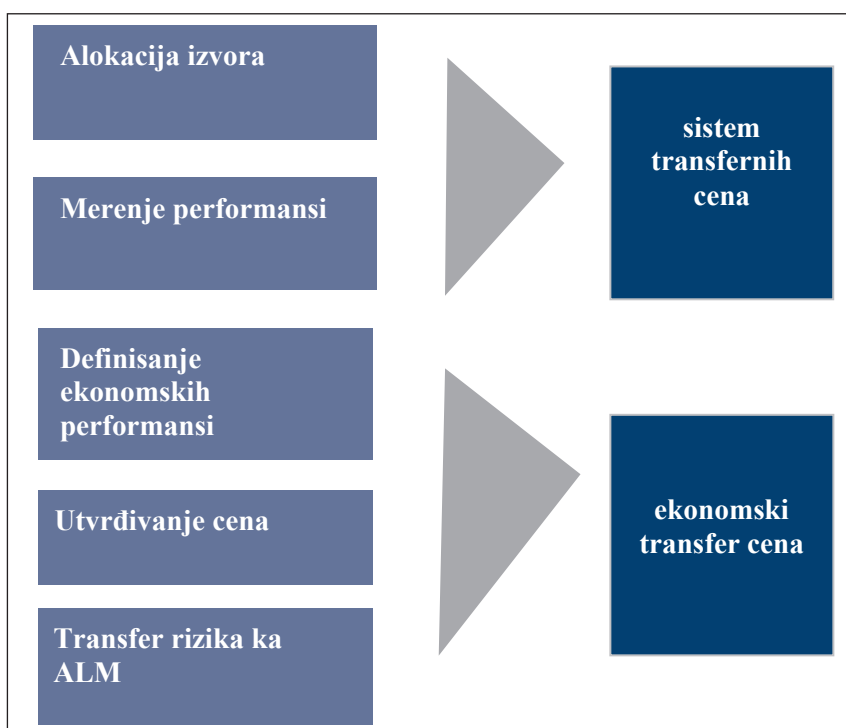 Alokacija izvora
Merenje performansi
Definisanje
ekonomskih
performansi
Utvrđivanje cena
Transfer rizika ka
ALM
sistem
transfernih
cena
ekonomski
transfer cena